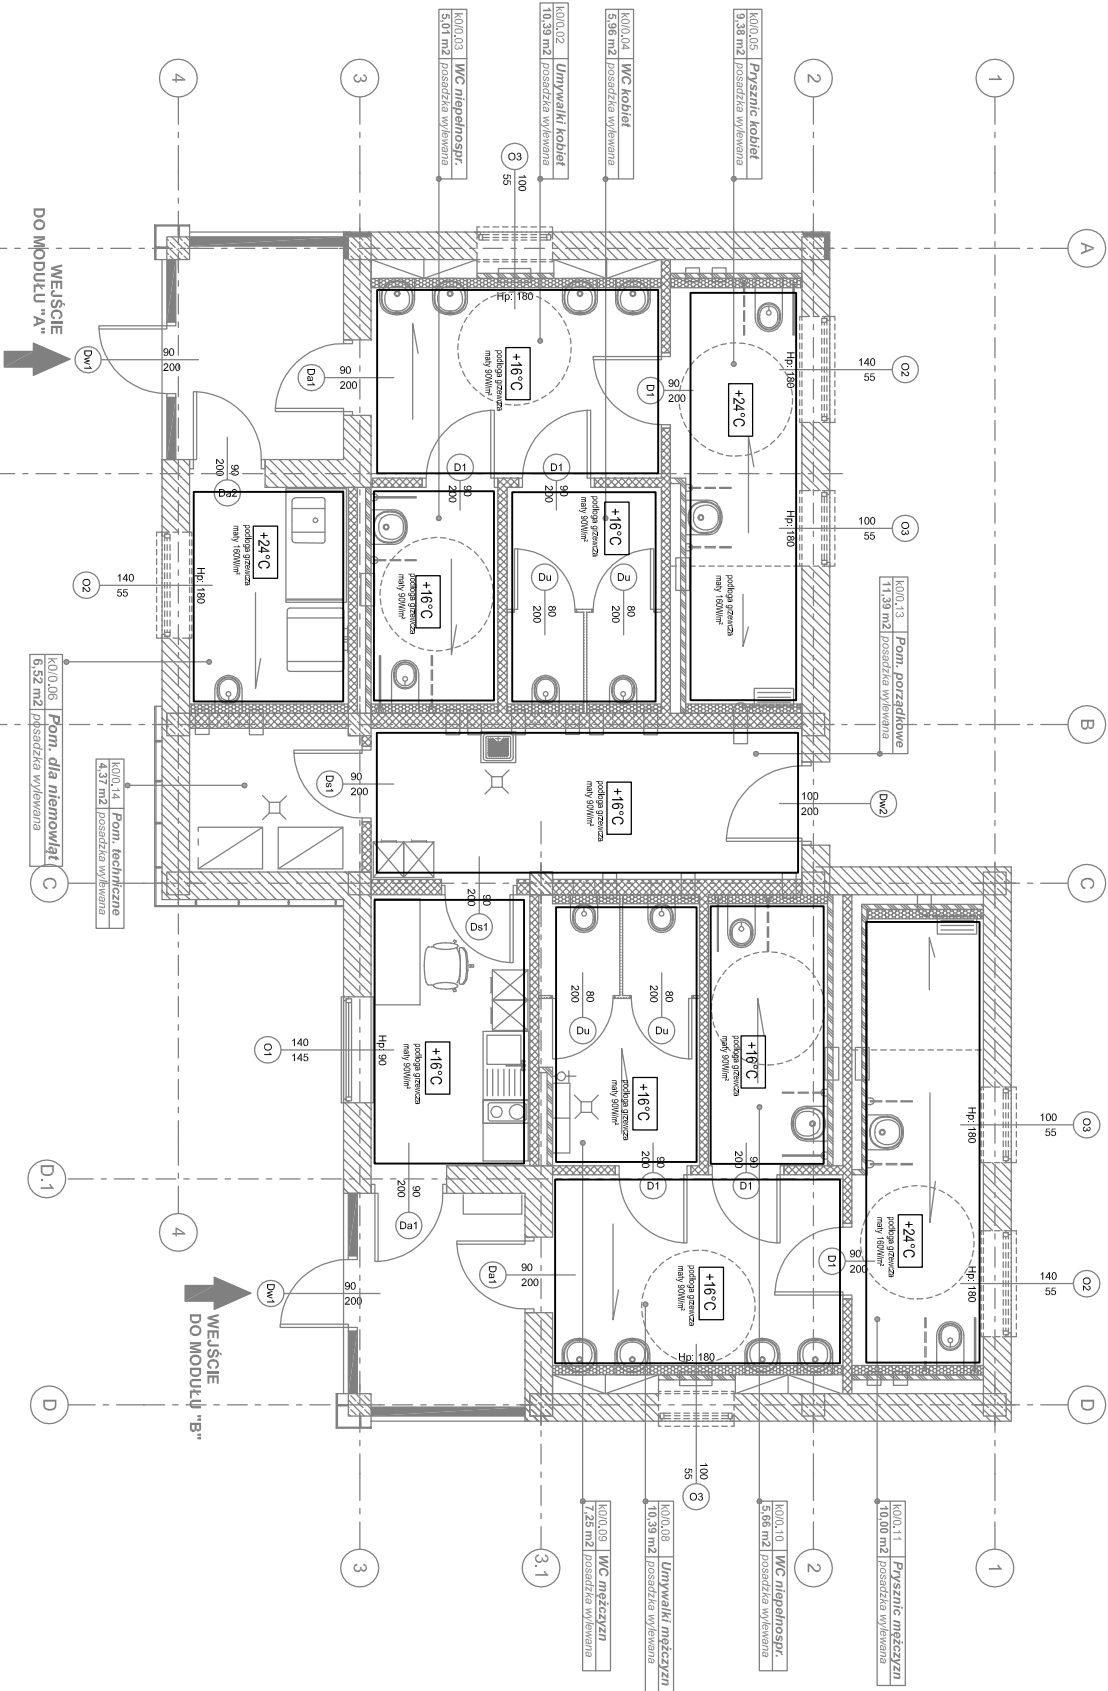 k0/0.03 WC niepełnospr.
5,01 m2 posadzka wylewana
k0/0.02 Umywalki kobiet
10,39 m2 posadzka wylewana
k0/0.04 WC kobiet
5,96 m2 posadzka wylewana
k0/0.05 Prysznic kobiet
9,38 m2 posadzka wylewana
4
3
2
1
A
O3
100
55
WEJŚCIE
DO MODUŁU "A"
Dw1
90
200
Da1
90
200
Hp: 180
+16°C
podłoga grzewcza
maty 90W/m²
D1
90
200
Hp: 180
+24°C
140
55
O2
90
200
Da2
D1
90
200
D1
90
200
Hp: 180
100
55
O3
O2
140
55
Hp: 180
+24°C
podłoga grzewcza
maty 160W/m²
+16°C
podłoga grzewcza
maty 90W/m²
podłoga grzewcza
maty 90W/m²
+16°C
Du
80
200
Du
80
200
podłoga grzewcza
maty 160W/m²
k0/0.13 Pom. porządkowe
11,39 m2 posadzka wylewana
k0/0.06 Pom. dla niemowląt
6,52 m2 posadzka wylewana
k0/0.14 Pom. techniczne
4,37 m2 posadzka wylewana
B
Ds1
90
200
+16°C
podłoga grzewcza
maty 90W/m²
100
200
Dw2
C
C
90
200
Ds1
O1
140
145
Hp: 90
+16°C
podłoga grzewcza
maty 90W/m²
80
200
Du
80
200
Du
+16°C
podłoga grzewcza
maty 90W/m²
+16°C
podłoga grzewcza
maty 90W/m²
Hp: 180
100
55
O3
D.1
4
90
200
Da1
90
200
D1
90
200
D1
Dw1
90
200
Da1
90
200
+16°C
podłoga grzewcza
maty 90W/m²
D1
90
200
+24°C
podłoga grzewcza
maty 160W/m²
Hp: 180
140
55
O2
WEJŚCIE
DO MODUŁU "B"
Hp: 180
D
D
100
55
O3
k0/0.09 WC mężczyzn
7,25 m2 posadzka wylewana
k0/0.08 Umywalki mężczyzn
10,39 m2 posadzka wylewana
k0/0.10 WC niepełnospr.
5,66 m2 posadzka wylewana
k0/0.11 Prysznic mężczyzn
10,00 m2 posadzka wylewana
3
3.1
2
1